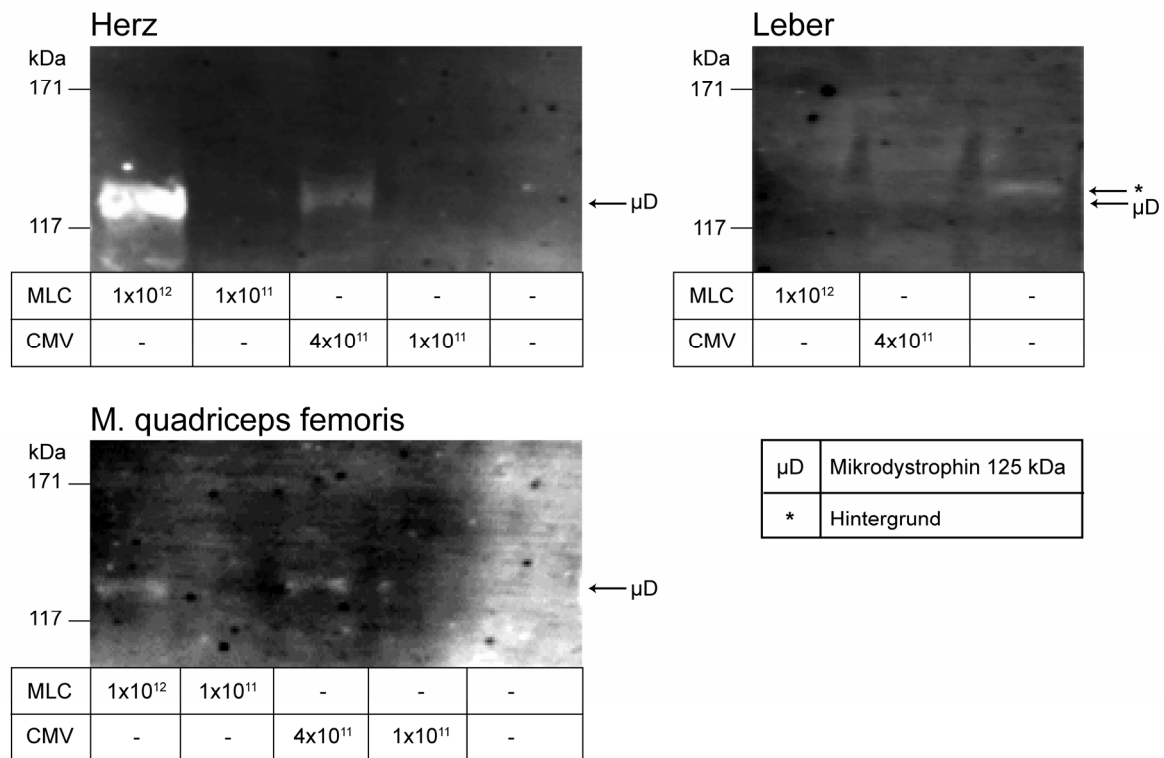 Herz
kDa
171
117
µD
MLC 1x10¹² 1x10¹¹ - - -
CMV - - 4x10¹¹ 1x10¹¹ -
Leber
kDa
171
117
*
µD
MLC 1x10¹² - -
CMV - 4x10¹¹ -
M. quadriceps femoris
kDa
171
117
µD
MLC 1x10¹² 1x10¹¹ - - -
CMV - - 4x10¹¹ 1x10¹¹ -
µD Mikrodystrophin 125 kDa
* Hintergrund